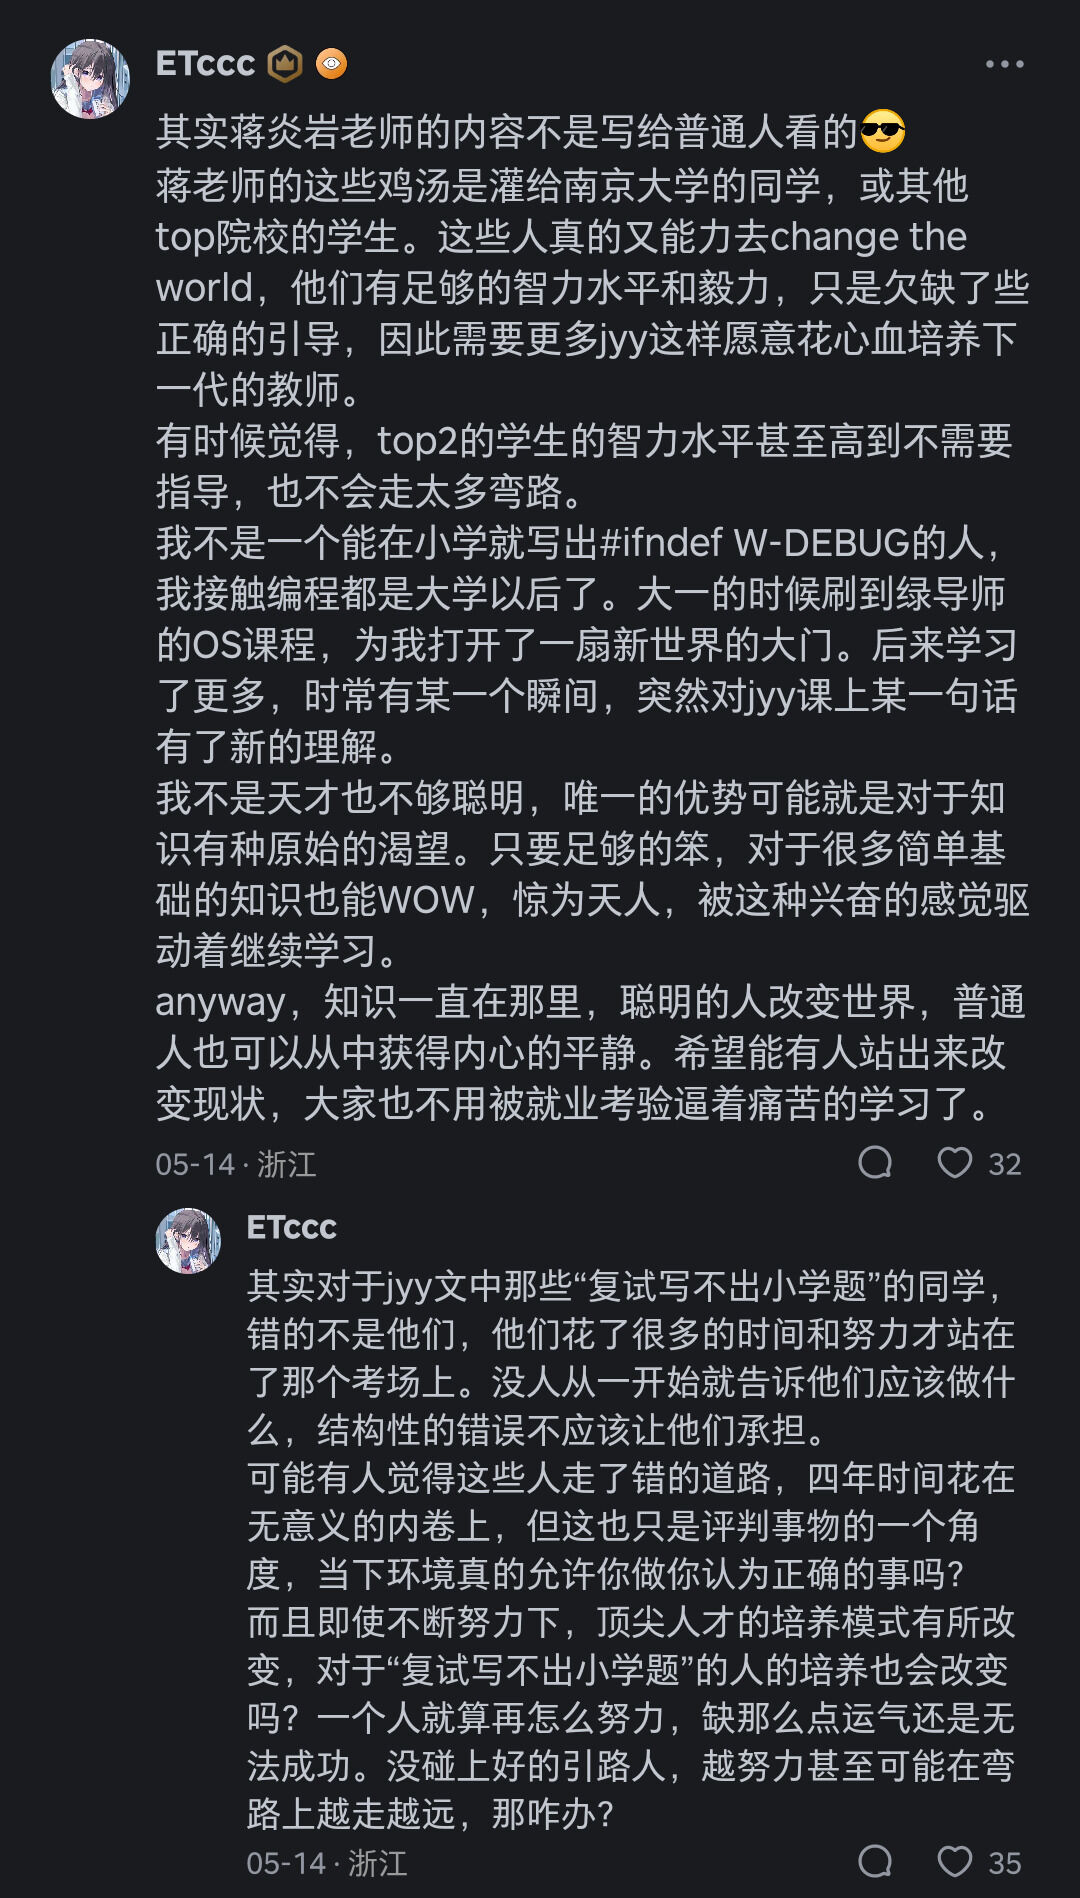 ETccc
其实蒋炎岩老师的内容不是写给普通人看的😎
蒋老师的这些鸡汤是灌给南京大学的同学，或其他
top院校的学生。这些人真的又能力去change the
world，他们有足够的智力水平和毅力，只是欠缺了些
正确的引导，因此需要更多jyy这样愿意花心血培养下
一代的教师。
有时候觉得，top2的学生的智力水平甚至高到不需要
指导，也不会走太多弯路。
我不是一个能在小学就写出#ifndef W-DEBUG的人，
我接触编程都是大学以后了。大一的时候刷到绿导师
的OS课程，为我打开了一扇新世界的大门。后来学习
了更多，时常有某一个瞬间，突然对jyy课上某一句话
有了新的理解。
我不是天才也不够聪明，唯一的优势可能就是对于知
识有种原始的渴望。只要足够的笨，对于很多简单基
础的知识也能WOW，惊为天人，被这种兴奋的感觉驱
动着继续学习。
anyway，知识一直在那里，聪明的人改变世界，普通
人也可以从中获得内心的平静。希望能有人站出来改
变现状，大家也不用被就业考验逼着痛苦的学习了。
05-14 · 浙江 32
ETccc
其实对于jyy文中那些“复试写不出小学题”的同学，
错的不是他们，他们花了很多的时间和努力才站在
了那个考场上。没人从一开始就告诉他们应该做什
么，结构性的错误不应该让他们承担。
可能有人觉得这些人走了错的道路，四年时间花在
无意义的内卷上，但这也只是评判事物的一个角
度，当下环境真的允许你做你认为正确的事吗？
而且即使不断努力下，顶尖人才的培养模式有所改
变，对于“复试写不出小学题”的人的培养也会改变
吗？一个人就算再怎么努力，缺那么点运气还是无
法成功。没碰上好的引路人，越努力甚至可能在弯
路上越走越远，那咋办？
05-14 · 浙江 35